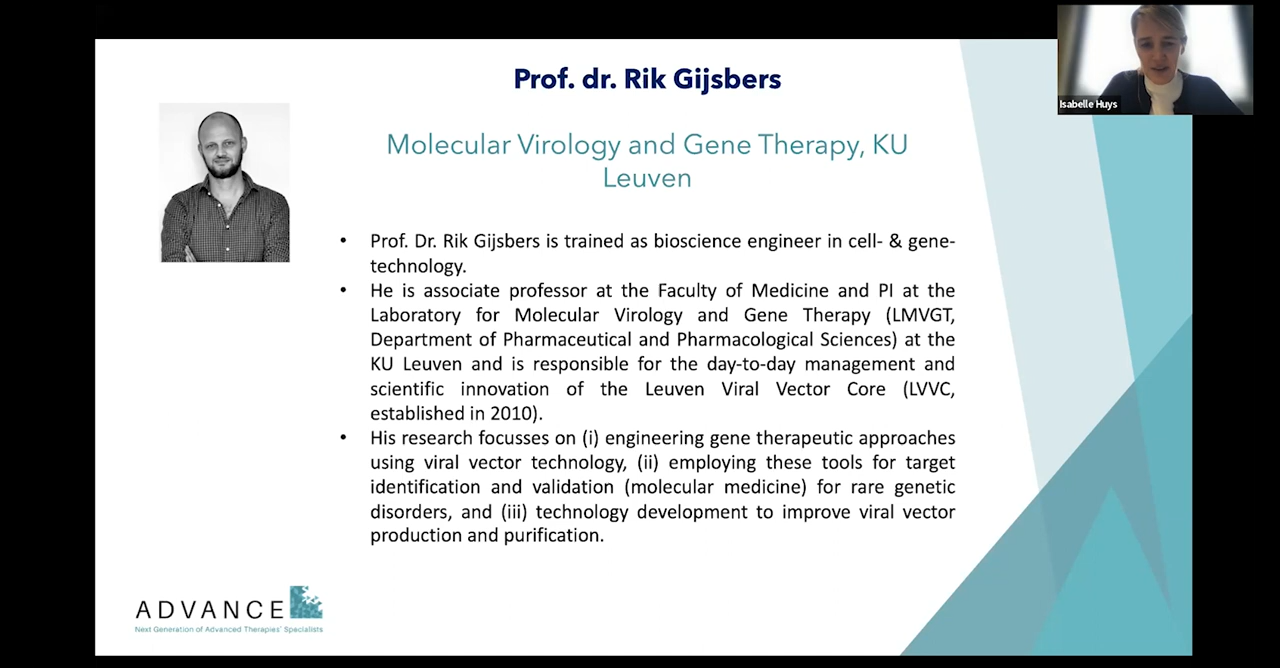 Prof. dr. Rik Gijsbers
Isabelle Huys
Molecular Virology and Gene Therapy, KU
Leuven
• Prof. Dr. Rik Gijsbers is trained as bioscience engineer in cell- & gene-
technology.
• He is associate professor at the Faculty of Medicine and PI at the
Laboratory for Molecular Virology and Gene Therapy (LMVGT,
Department of Pharmaceutical and Pharmacological Sciences) at the
KU Leuven and is responsible for the day-to-day management and
scientific innovation of the Leuven Viral Vector Core (LVVC,
established in 2010).
• His research focusses on (i) engineering gene therapeutic approaches
using viral vector technology, (ii) employing these tools for target
identification and validation (molecular medicine) for rare genetic
disorders, and (iii) technology development to improve viral vector
production and purification.
ADVANCE
Next Generation of Advanced Therapies' Specialists